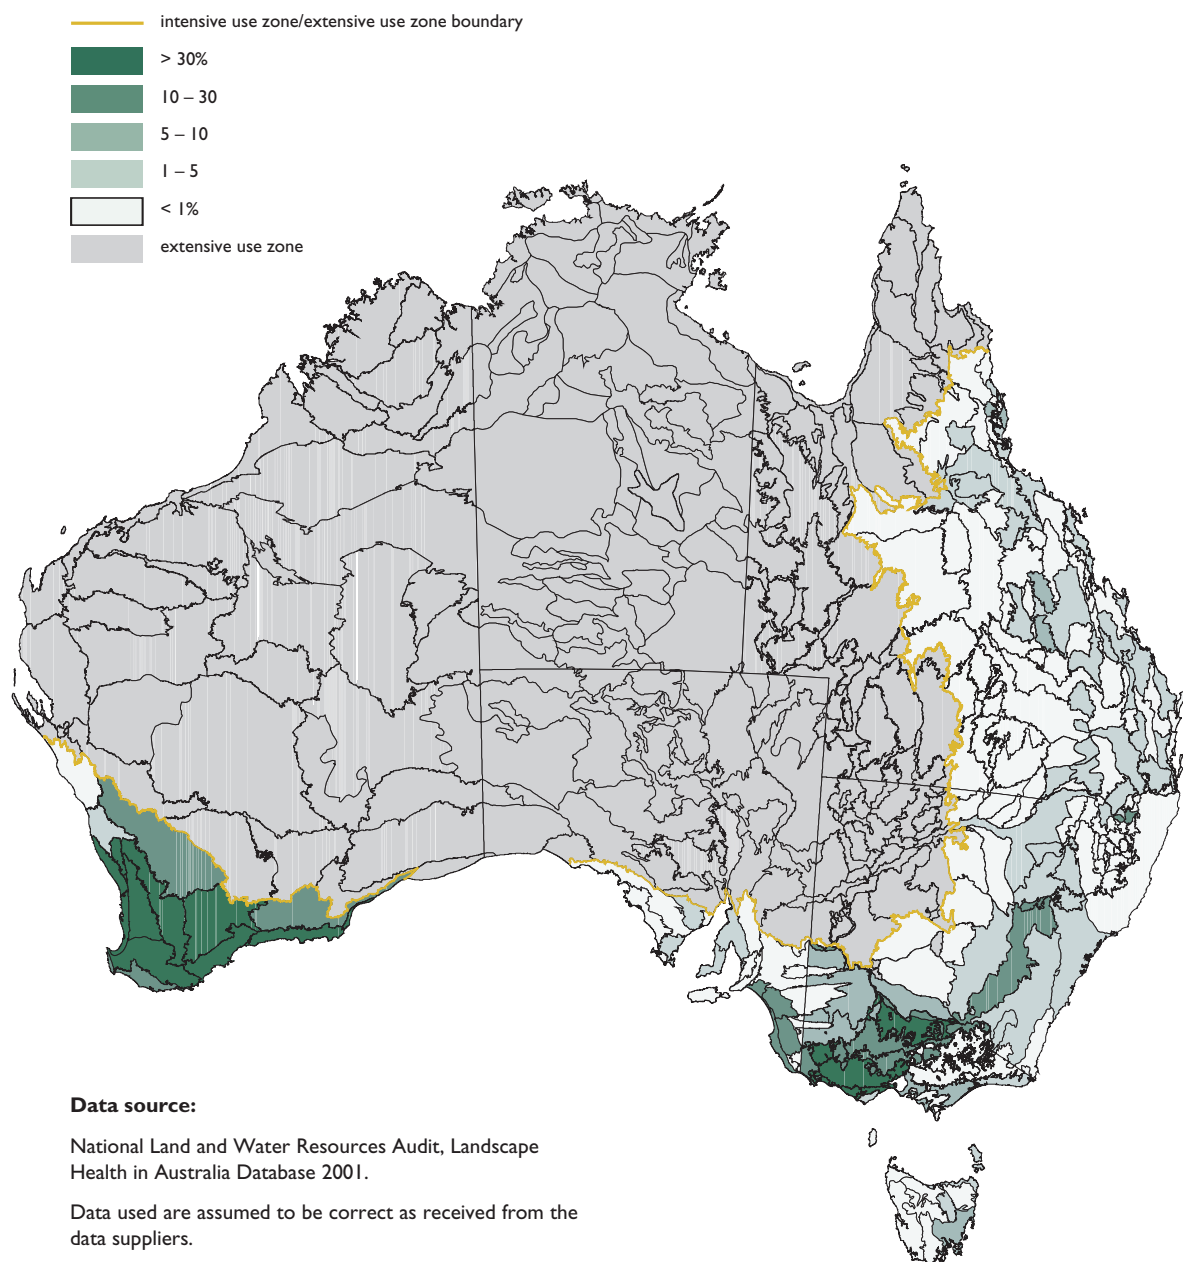 intensive use zone/extensive use zone boundary
> 30%
10 – 30
5 – 10
1 – 5
< 1%
extensive use zone
Data source:
National Land and Water Resources Audit, Landscape
Health in Australia Database 2001.
Data used are assumed to be correct as received from the
data suppliers.